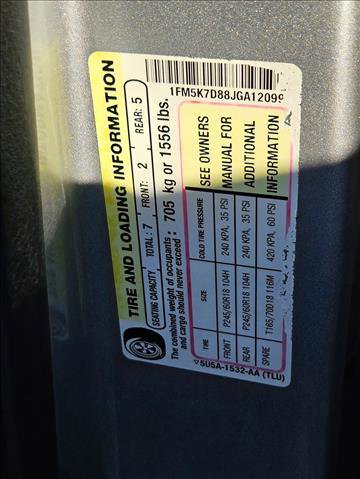 1FM5K7D88JGA12099
TIRE AND LOADING INFORMATION
SEATING CAPACITY TOTAL: 7 FRONT: 2 REAR: 5
The combined weight of occupants and cargo should never exceed: 705 kg or 1556 lbs.
TIRE SIZE COLD TIRE PRESSURE
FRONT P245/60R18 104H 240 KPA, 35 PSI
REAR P245/60R18 104H 240 KPA, 35 PSI
SPARE T165/70D18 116M 420 KPA, 60 PSI
SEE OWNERS
MANUAL FOR
ADDITIONAL
INFORMATION
5U5A-1532-AA (TLU)